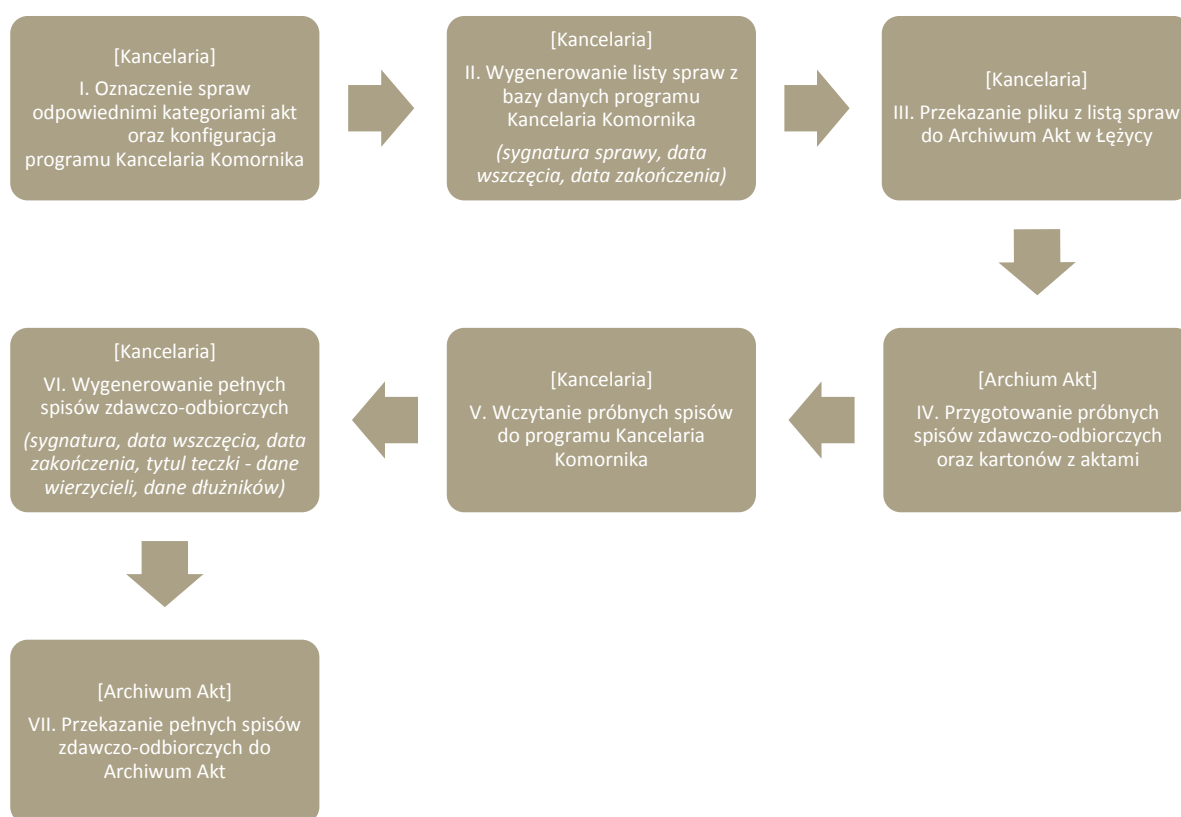 [Kancelaria]
I. Oznaczenie spraw
odpowiednimi kategoriami akt
oraz konfiguracja
programu Kancelaria Komornika
[Kancelaria]
II. Wygenerowanie listy spraw z
bazy danych programu
Kancelaria Komornika
(sygnatura sprawy, data
wszczęcia, data zakończenia)
[Kancelaria]
III. Przekazanie pliku z listą spraw
do Archiwum Akt w Łężycy
[Archium Akt]
IV. Przygotowanie próbnych
spisów zdawczo-odbiorczych
oraz kartonów z aktami
[Kancelaria]
V. Wczytanie próbnych spisów
do programu Kancelaria
Komornika
[Kancelaria]
VI. Wygenerowanie pełnych
spisów zdawczo-odbiorczych
(sygnatura, data wszczęcia, data
zakończenia, tytul teczki - dane
wierzycieli, dane dłużników)
[Archiwum Akt]
VII. Przekazanie pełnych spisów
zdawczo-odbiorczych do
Archiwum Akt